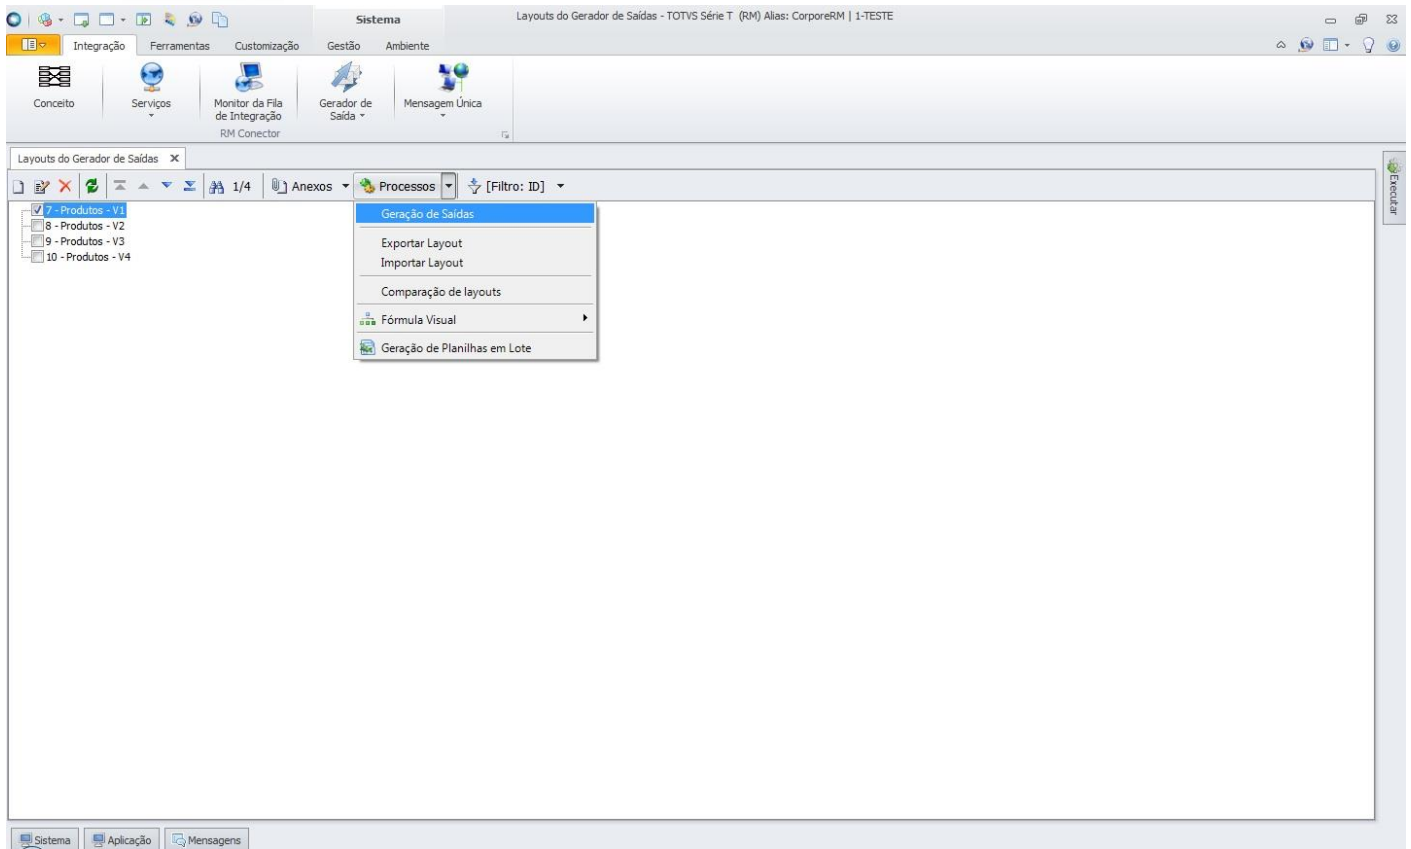 Sistema
Layouts do Gerador de Saídas - TOTVS Série T (RM) Alias: CorporeRM | 1-TESTE
Integração Ferramentas Customização Gestão Ambiente
Conceito
Serviços
Monitor da Fila
de Integração
Gerador de
Saída
Mensagem Única
RM Conector
Layouts do Gerador de Saídas X
1/4 Anexos Processos [Filtro: ID]
Executar
7 - Produtos - V1
8 - Produtos - V2
9 - Produtos - V3
10 - Produtos - V4
Geração de Saídas
Exportar Layout
Importar Layout
Comparação de layouts
Fórmula Visual
Geração de Planilhas em Lote
Sistema Aplicação Mensagens